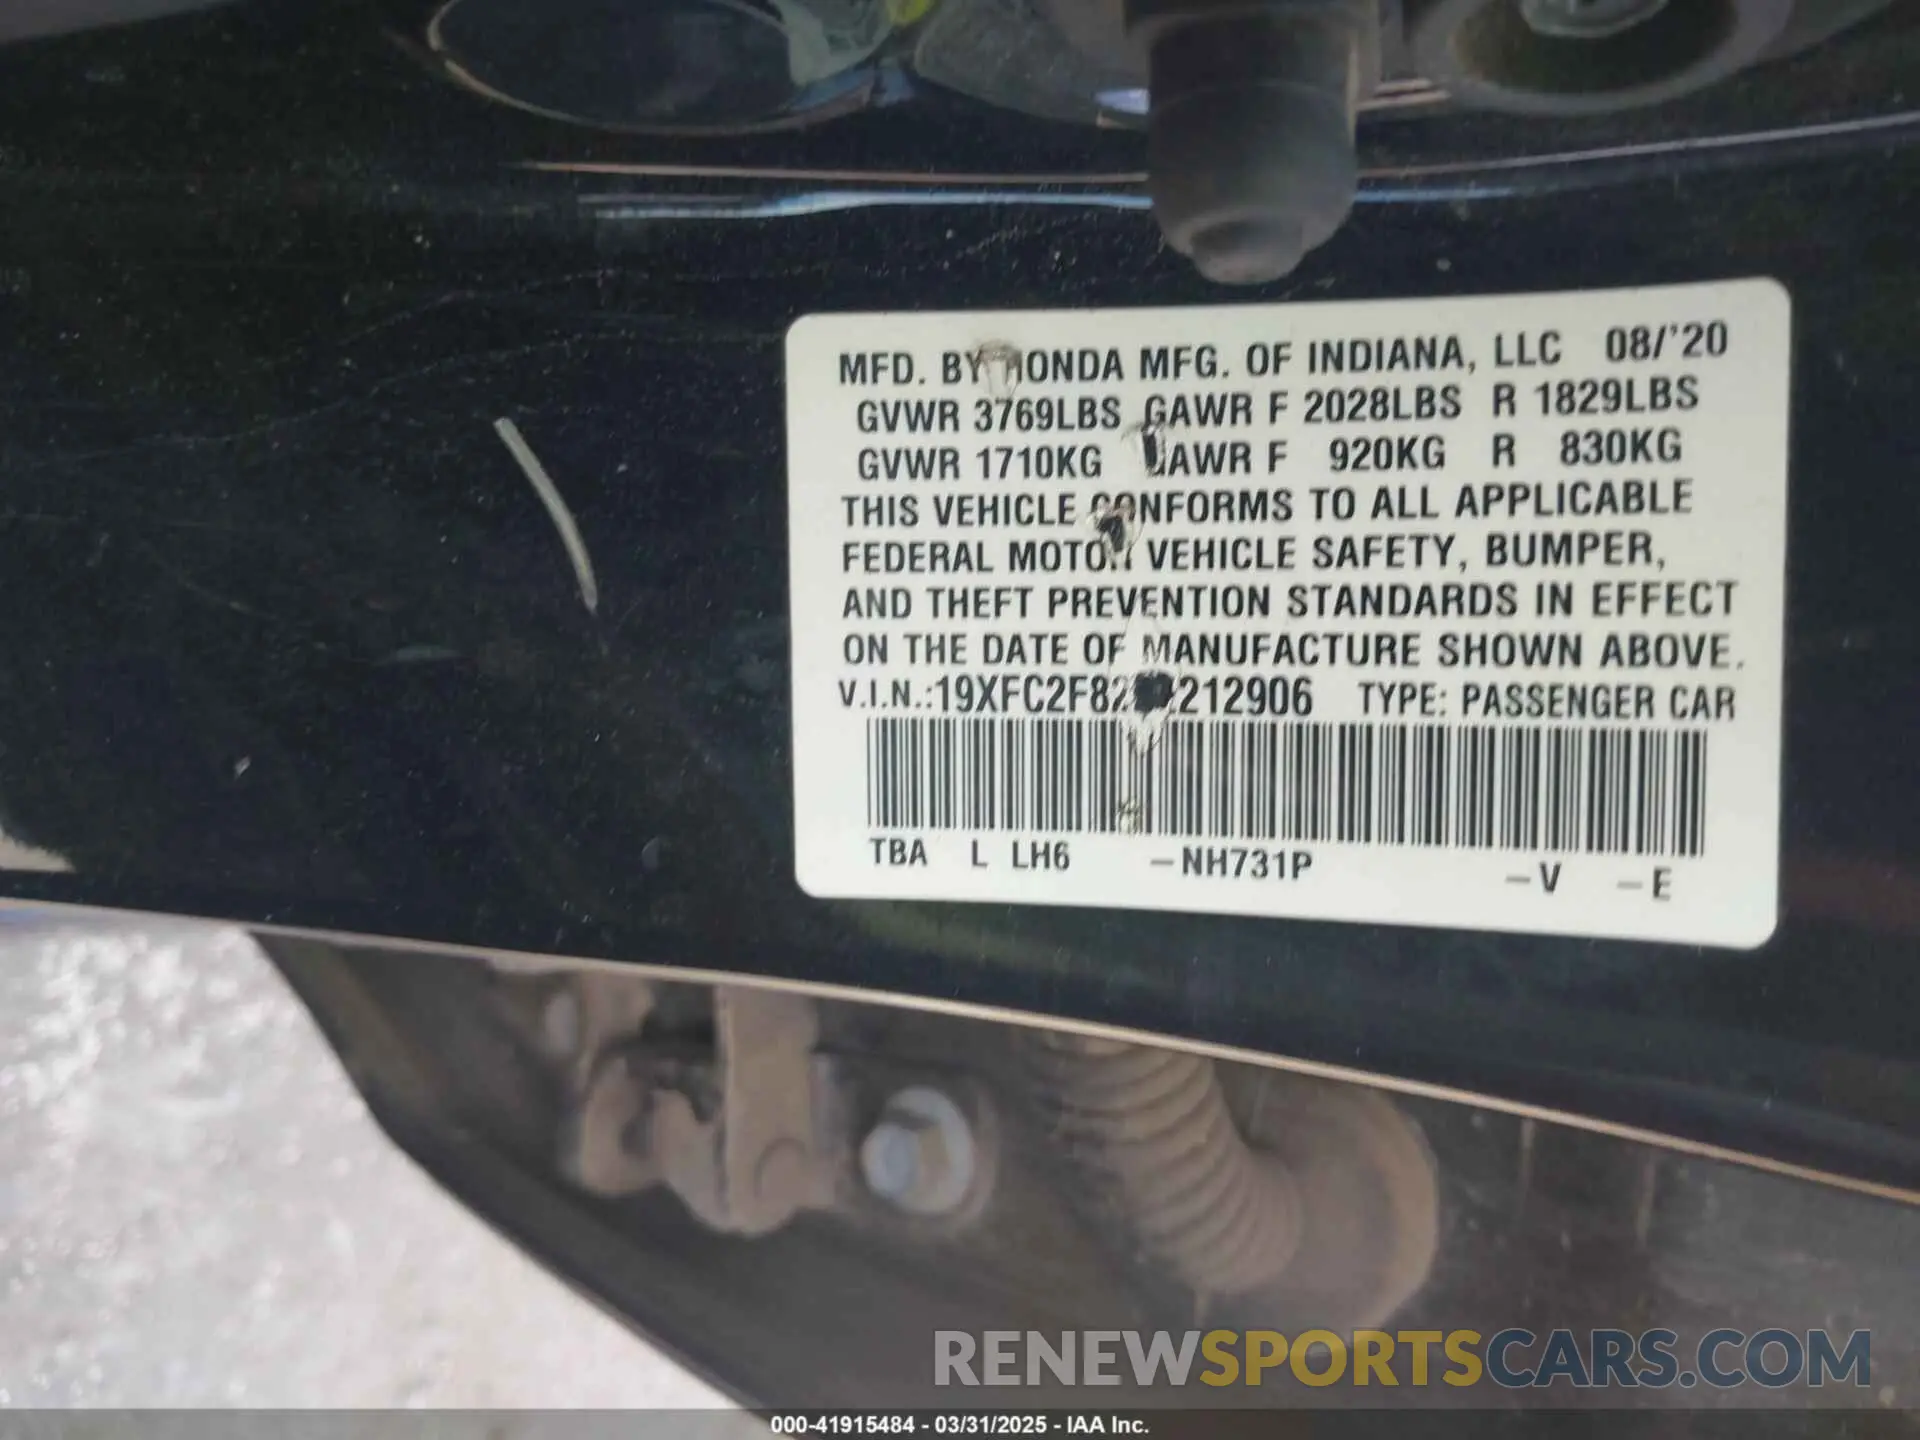 MFD. BY HONDA MFG. OF INDIANA, LLC 08/'20
GVWR 3769LBS GAWR F 2028LBS R 1829LBS
GVWR 1710KG GAWR F 920KG R 830KG
THIS VEHICLE CONFORMS TO ALL APPLICABLE
FEDERAL MOTOR VEHICLE SAFETY, BUMPER,
AND THEFT PREVENTION STANDARDS IN EFFECT
ON THE DATE OF MANUFACTURE SHOWN ABOVE.
V.I.N.: TYPE: PASSENGER CAR
TBA L LH6 -NH731P -V -E
RENEWSPORTSCARS.COM
000-41915484 - 03/31/2025 - IAA Inc.